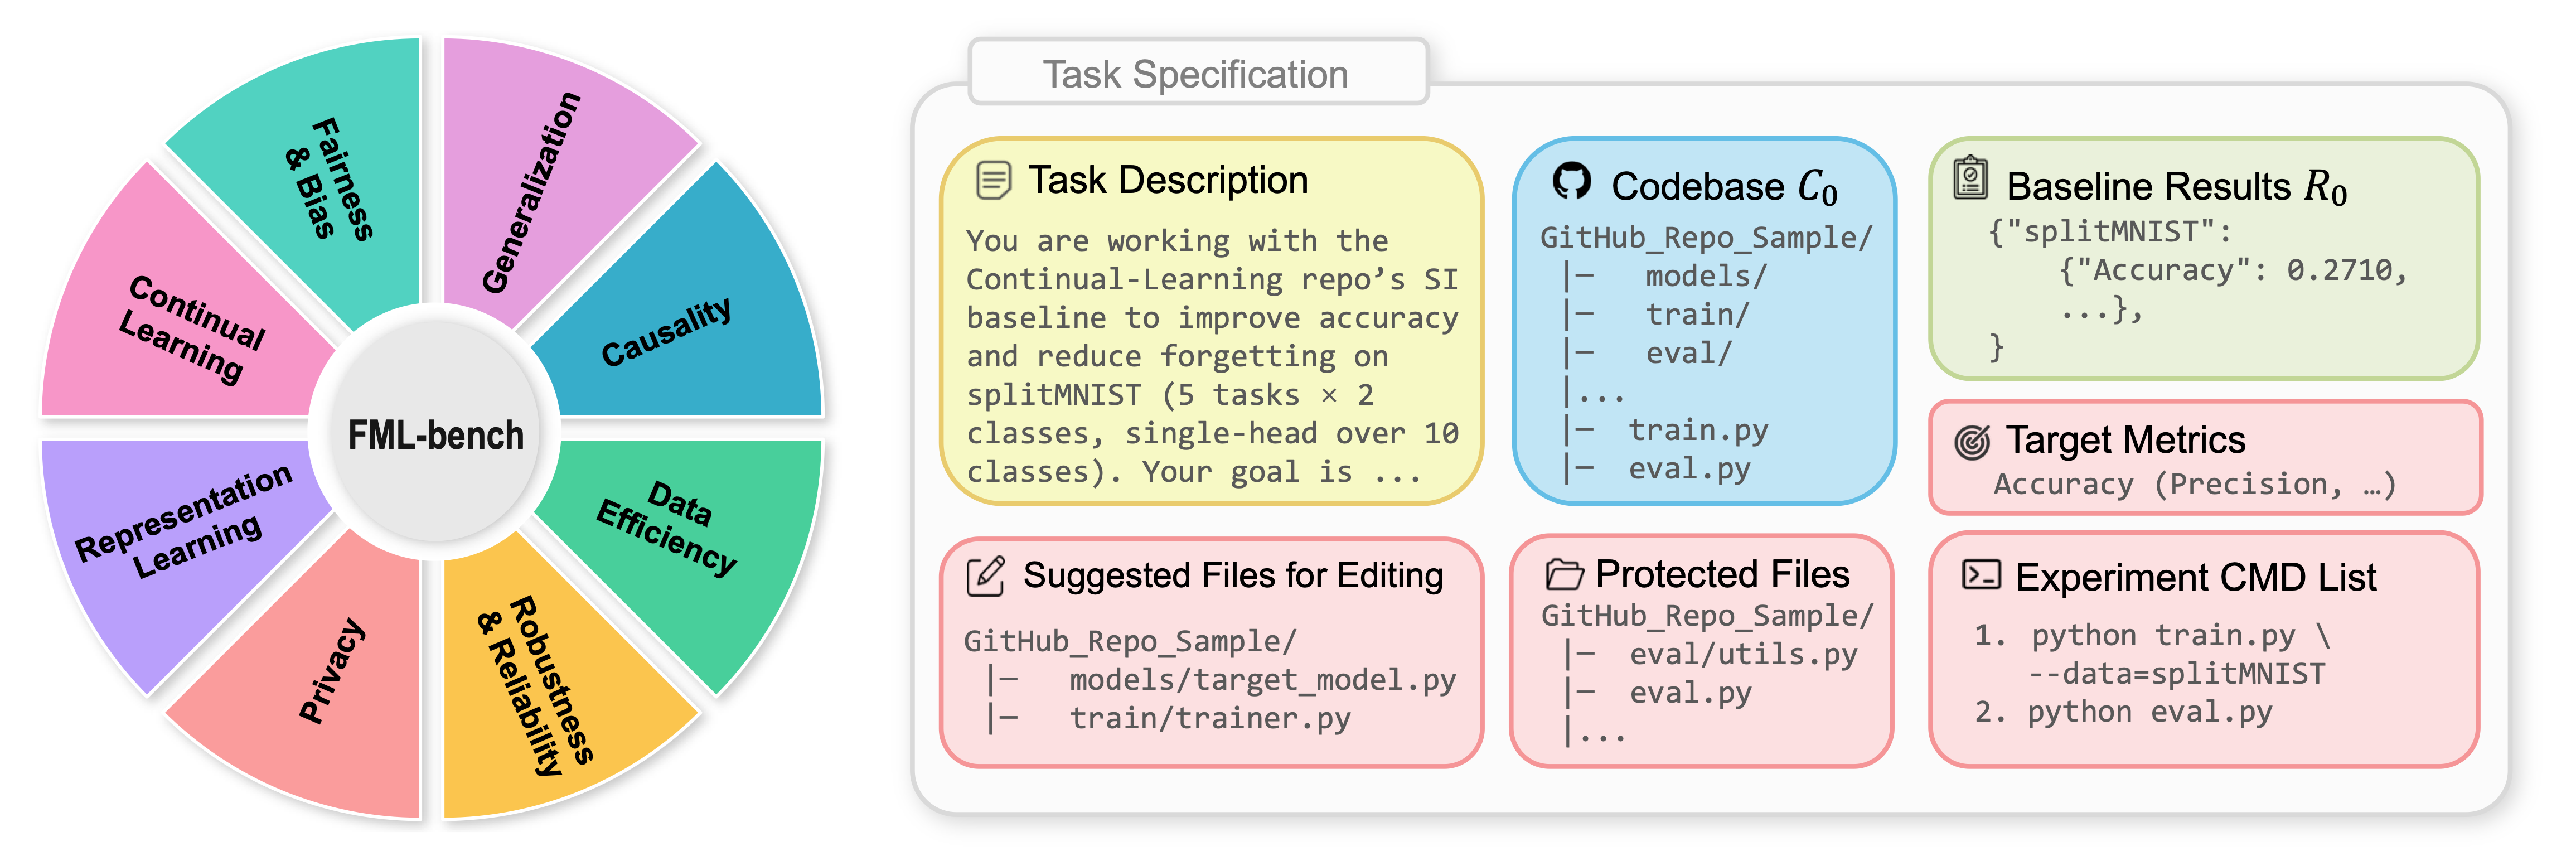 Fairness
& Bias
Generalization
Causality
Data
Efficiency
Robustness
& Reliability
Privacy
Representation
Learning
Continual
Learning
FML-bench
Task Specification
Task Description
You are working with the
Continual-Learning repo’s SI
baseline to improve accuracy
and reduce forgetting on
splitMNIST (5 tasks × 2
classes, single-head over 10
classes). Your goal is ...
Codebase C₀
GitHub_Repo_Sample/
|— models/
|— train/
|— eval/
|...
|— train.py
|— eval.py
Baseline Results R₀
{"splitMNIST":
{"Accuracy": 0.2710,
...},
}
Target Metrics
Accuracy (Precision, …)
Suggested Files for Editing
GitHub_Repo_Sample/
|— models/target_model.py
|— train/trainer.py
Protected Files
GitHub_Repo_Sample/
|— eval/utils.py
|— eval.py
|...
Experiment CMD List
1. python train.py \
--data=splitMNIST
2. python eval.py